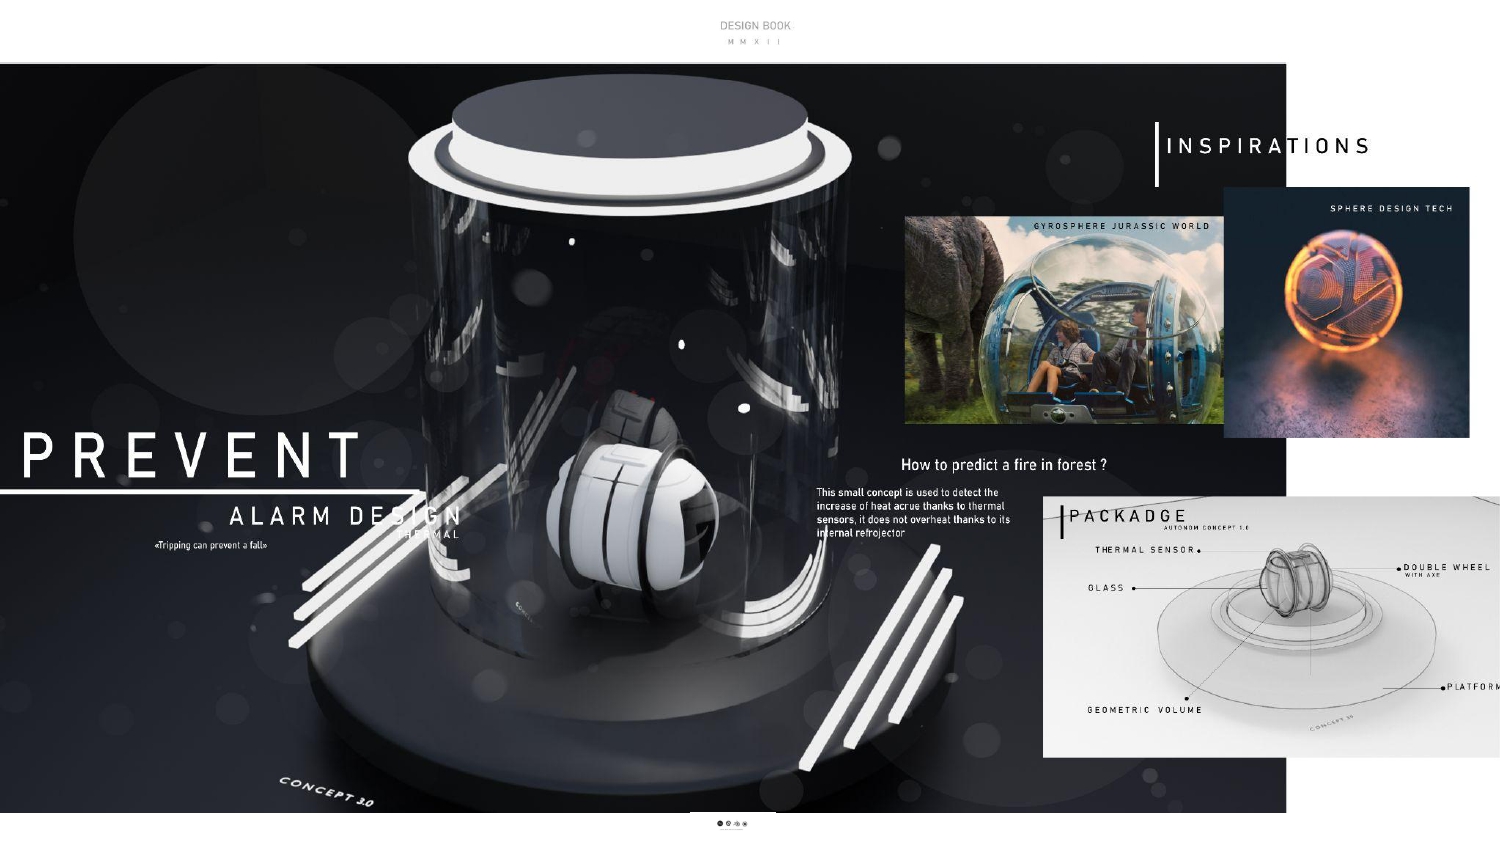 DESIGN BOOK
MMXII
INSPIRATIONS
GYROSPHERE JURASSIC WORLD
SPHERE DESIGN TECH
PREVENT
ALARM DESIGN
THERMAL
«Tripping can prevent a fall»
How to predict a fire in forest ?
This small concept is used to detect the
increase of heat acrue thanks to thermal
sensors, it does not overheat thanks to its
internal refrojector
PACKADGE
AUTONOM CONCEPT 1.0
THERMAL SENSOR
DOUBLE WHEEL
WITH AXE
GLASS
PLATFORM
GEOMETRIC VOLUME
CONCEPT 3.0